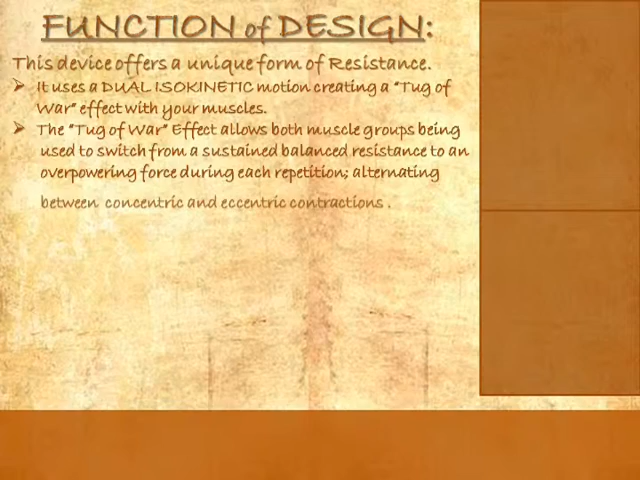 FUNCTION of DESIGN:
This device offers a unique form of Resistance.
➢ It uses a DUAL ISOKINETIC motion creating a "Tug of
War" effect with your muscles.
➢ The "Tug of War" Effect allows both muscle groups being
used to switch from a sustained balanced resistance to an
overpowering force during each repetition; alternating
between concentric and eccentric contractions .